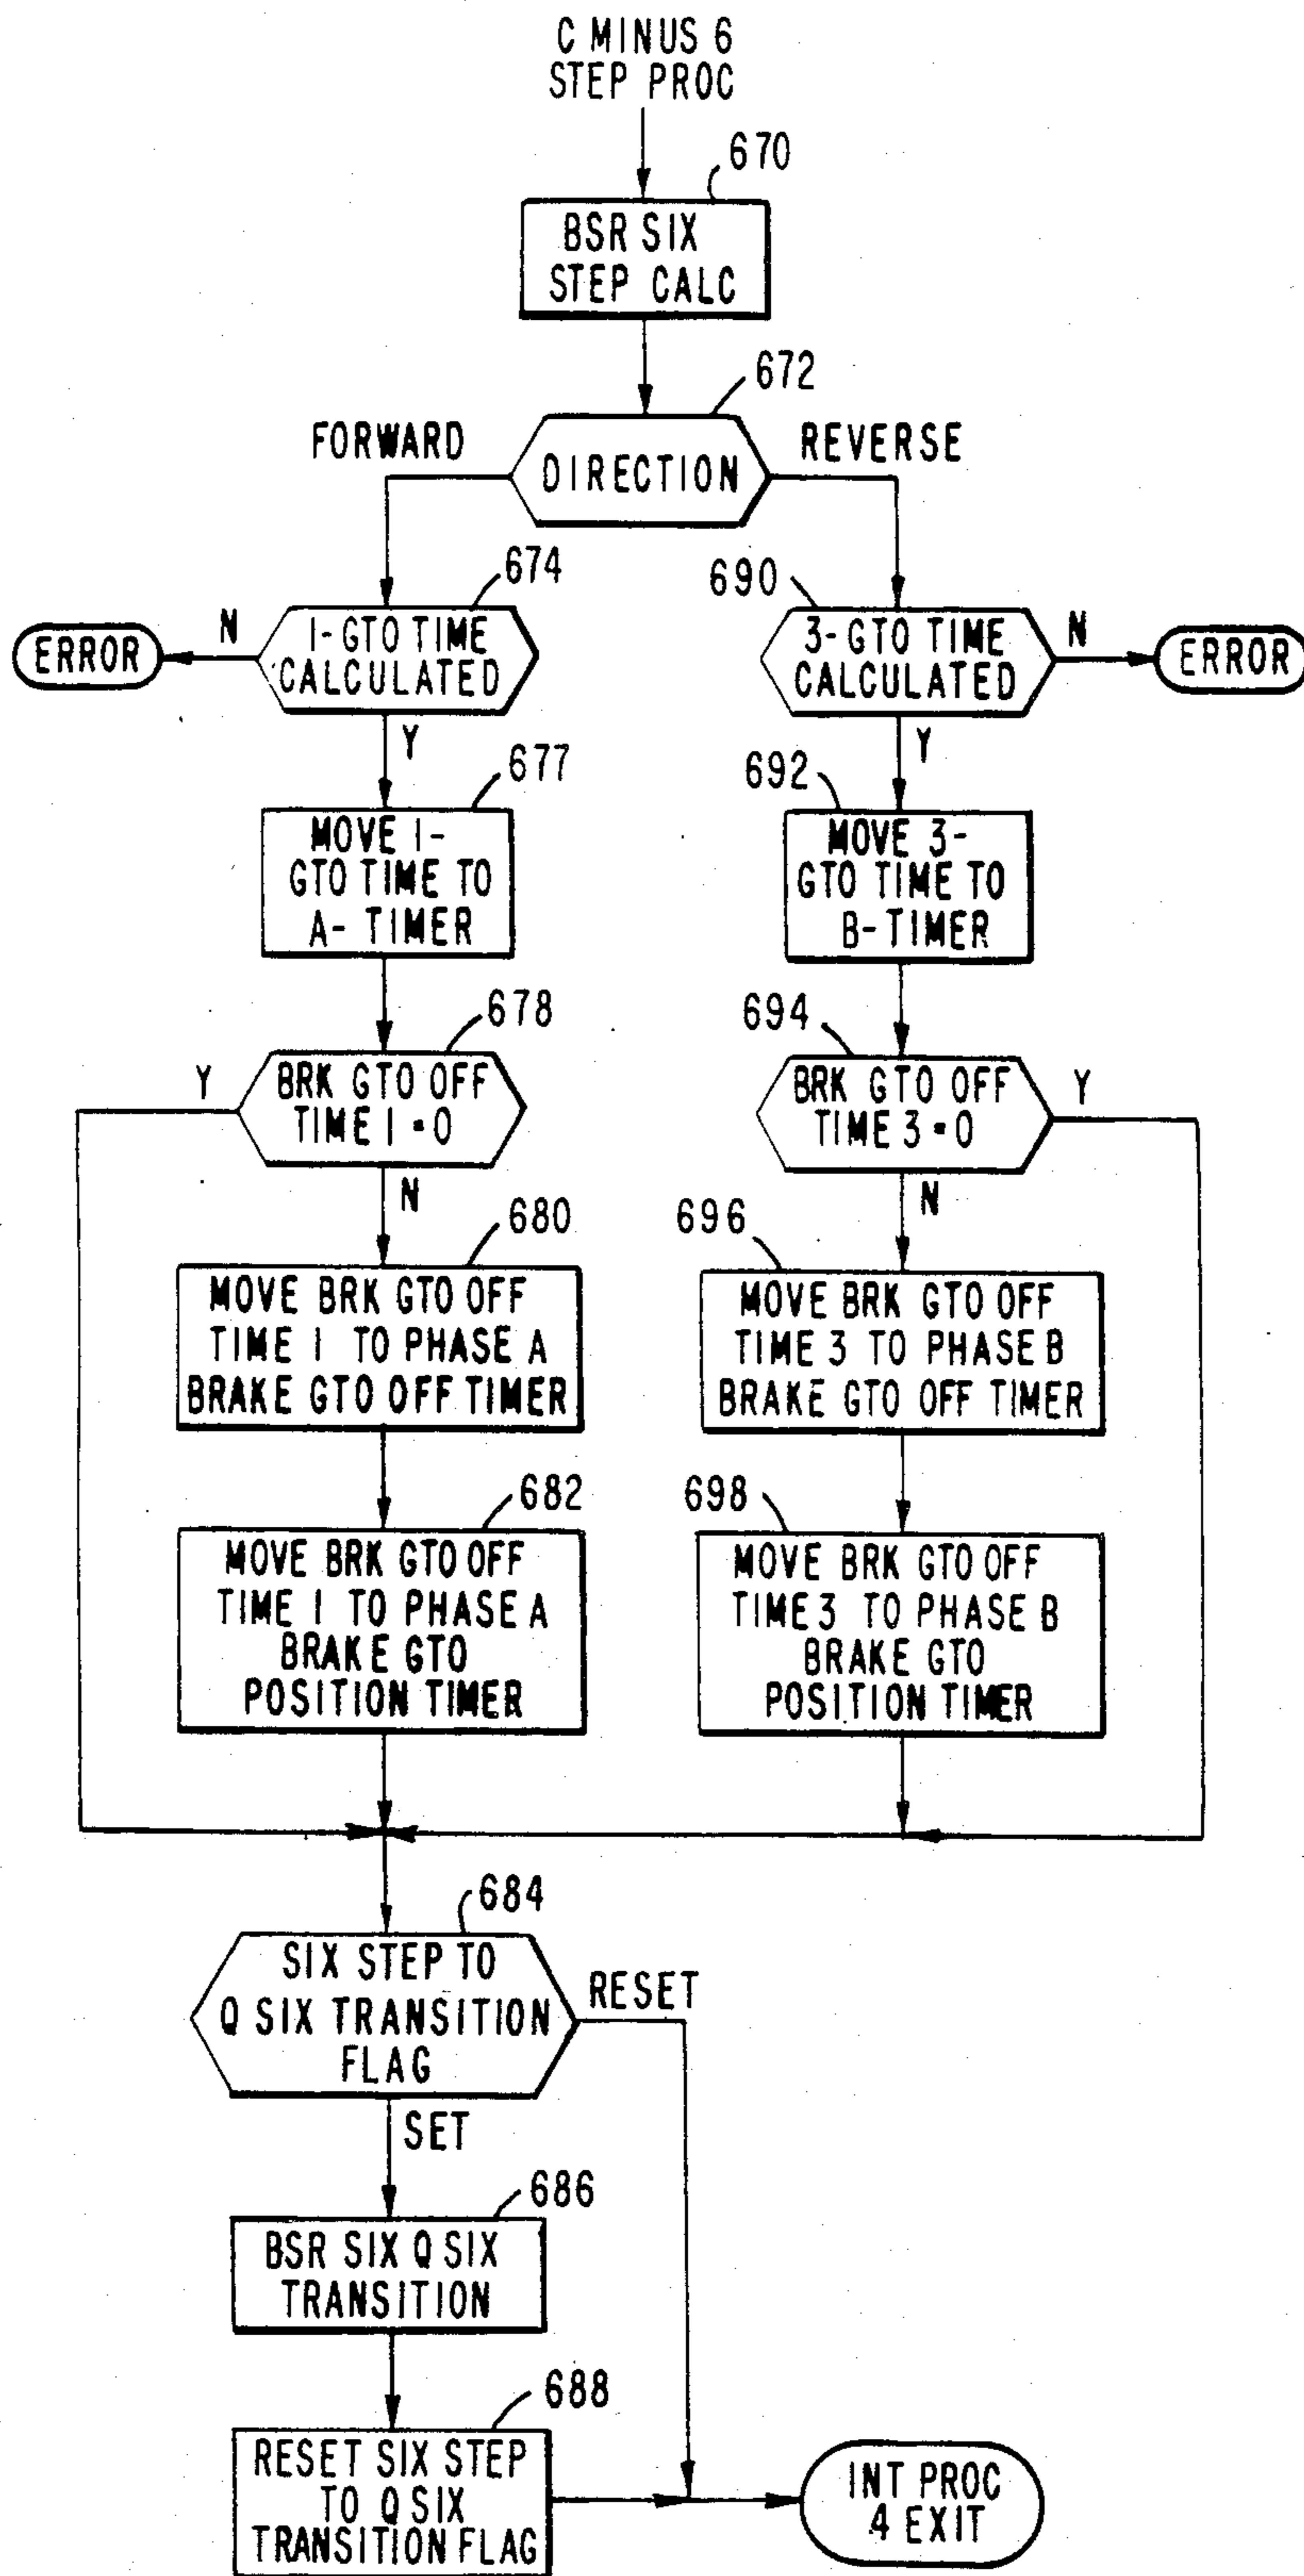 C MINUS 6
STEP PROC
670
BSR SIX
STEP CALC
672
FORWARD
DIRECTION
REVERSE
674
690
ERROR
N
1-GTO TIME
CALCULATED
3-GTO TIME
CALCULATED
N
ERROR
Y
Y
677
692
MOVE 1-
GTO TIME TO
A- TIMER
MOVE 3-
GTO TIME TO
B-TIMER
678
694
Y
BRK GTO OFF
TIME 1 = 0
BRK GTO OFF
TIME 3 = 0
Y
N
N
680
696
MOVE BRK GTO OFF
TIME 1 TO PHASE A
BRAKE GTO OFF TIMER
MOVE BRK GTO OFF
TIME 3 TO PHASE B
BRAKE GTO OFF TIMER
682
698
MOVE BRK GTO OFF
TIME 1 TO PHASE A
BRAKE GTO
POSITION TIMER
MOVE BRK GTO OFF
TIME 3 TO PHASE B
BRAKE GTO
POSITION TIMER
684
SIX STEP TO
Q SIX TRANSITION
FLAG
RESET
SET
686
BSR SIX Q SIX
TRANSITION
688
RESET SIX STEP
TO Q SIX
TRANSITION FLAG
INT PROC
4 EXIT